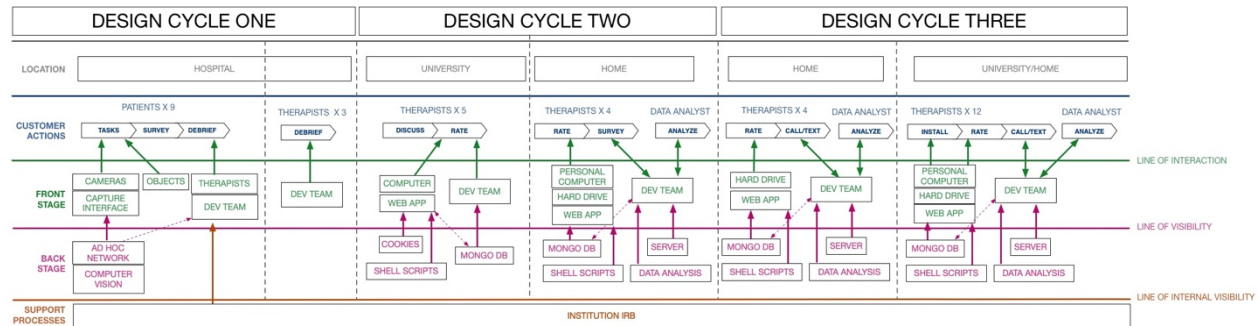 DESIGN CYCLE ONE
DESIGN CYCLE TWO
DESIGN CYCLE THREE
LOCATION
HOSPITAL
UNIVERSITY
HOME
HOME
UNIVERSITY/HOME
CUSTOMER
ACTIONS
PATIENTS X 9
TASKS
SURVEY
DEBRIEF
THERAPISTS X 3
DEBRIEF
THERAPISTS X 5
DISCUSS
RATE
THERAPISTS X 4
RATE
SURVEY
DATA ANALYST
ANALYZE
THERAPISTS X 4
RATE
CALL/TEXT
DATA ANALYST
ANALYZE
THERAPISTS X 12
INSTALL
RATE
CALL/TEXT
DATA ANALYST
ANALYZE
LINE OF INTERACTION
FRONT
STAGE
CAMERAS
CAPTURE
INTERFACE
OBJECTS
THERAPISTS
DEV TEAM
DEV TEAM
COMPUTER
WEB APP
DEV TEAM
PERSONAL
COMPUTER
HARD DRIVE
WEB APP
DEV TEAM
HARD DRIVE
WEB APP
DEV TEAM
PERSONAL
COMPUTER
HARD DRIVE
WEB APP
DEV TEAM
LINE OF VISIBILITY
BACK
STAGE
AD HOC
NETWORK
COMPUTER
VISION
COOKIES
SHELL SCRIPTS
MONGO DB
MONGO DB
SERVER
SHELL SCRIPTS
DATA ANALYSIS
MONGO DB
SERVER
SHELL SCRIPTS
DATA ANALYSIS
MONGO DB
SERVER
SHELL SCRIPTS
DATA ANALYSIS
LINE OF INTERNAL VISIBILITY
SUPPORT
PROCESSES
INSTITUTION IRB